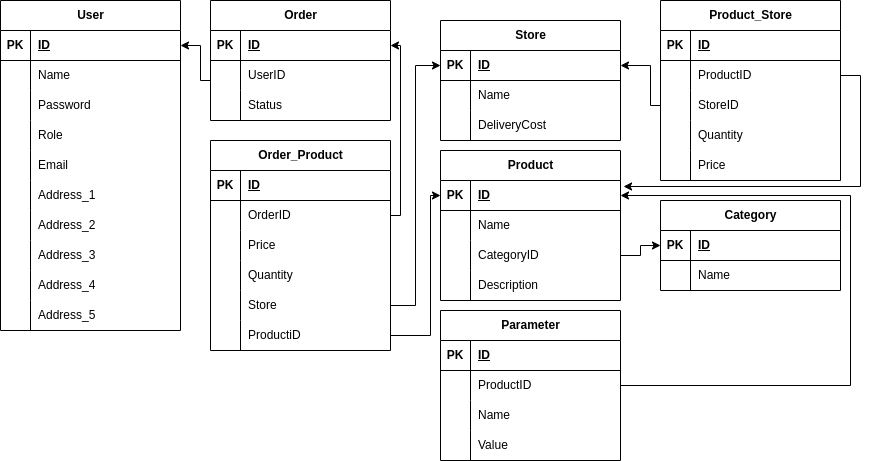 User
PK ID
Name
Password
Role
Email
Address_1
Address_2
Address_3
Address_4
Address_5
Order
PK ID
UserID
Status
Order_Product
PK ID
OrderID
Price
Quantity
Store
ProductiD
Store
PK ID
Name
DeliveryCost
Product
PK ID
Name
CategoryID
Description
Parameter
PK ID
ProductID
Name
Value
Product_Store
PK ID
ProductID
StoreID
Quantity
Price
Category
PK ID
Name